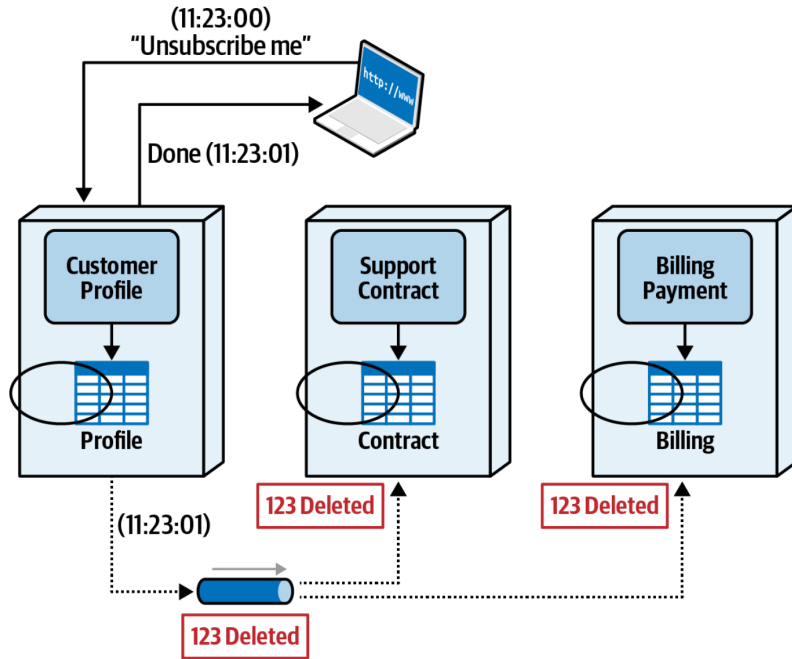 (11:23:00)
“Unsubscribe me”
http://www
Done (11:23:01)
Customer
Profile
Support
Contract
Billing
Payment
Profile
Contract
Billing
123 Deleted
123 Deleted
(11:23:01)
123 Deleted